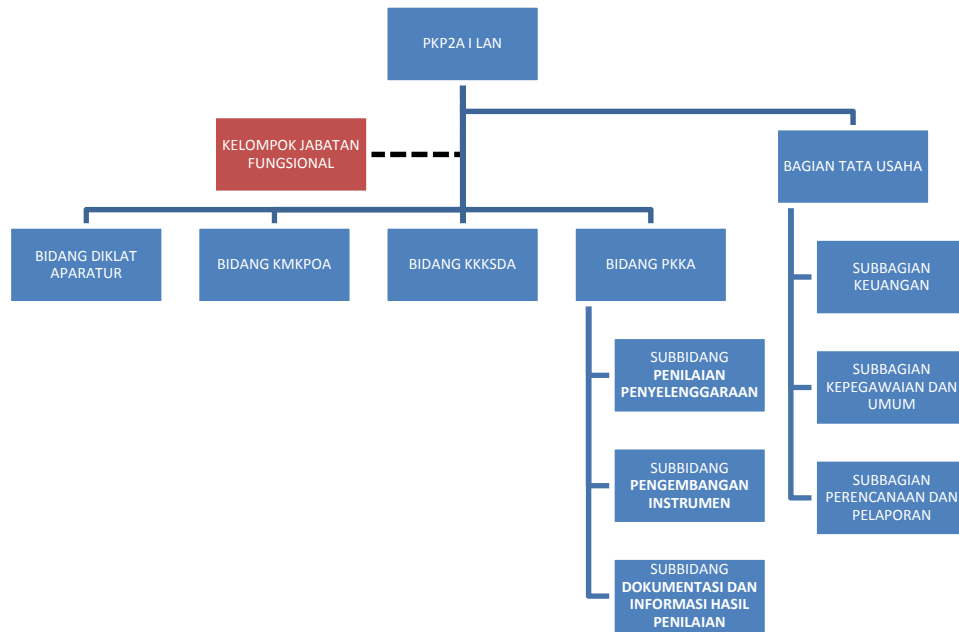 PKP2A I LAN
KELOMPOK JABATAN
FUNGSIONAL
BAGIAN TATA USAHA
BIDANG DIKLAT
APARATUR
BIDANG KMKPOA
BIDANG KKKSDA
BIDANG PKKA
SUBBAGIAN
KEUANGAN
SUBBIDANG
PENILAIAN
PENYELENGGARAAN
SUBBAGIAN
KEPEGAWAIAN DAN
UMUM
SUBBIDANG
PENGEMBANGAN
INSTRUMEN
SUBBAGIAN
PERENCANAAN DAN
PELAPORAN
SUBBIDANG
DOKUMENTASI DAN
INFORMASI HASIL
PENILAIAN